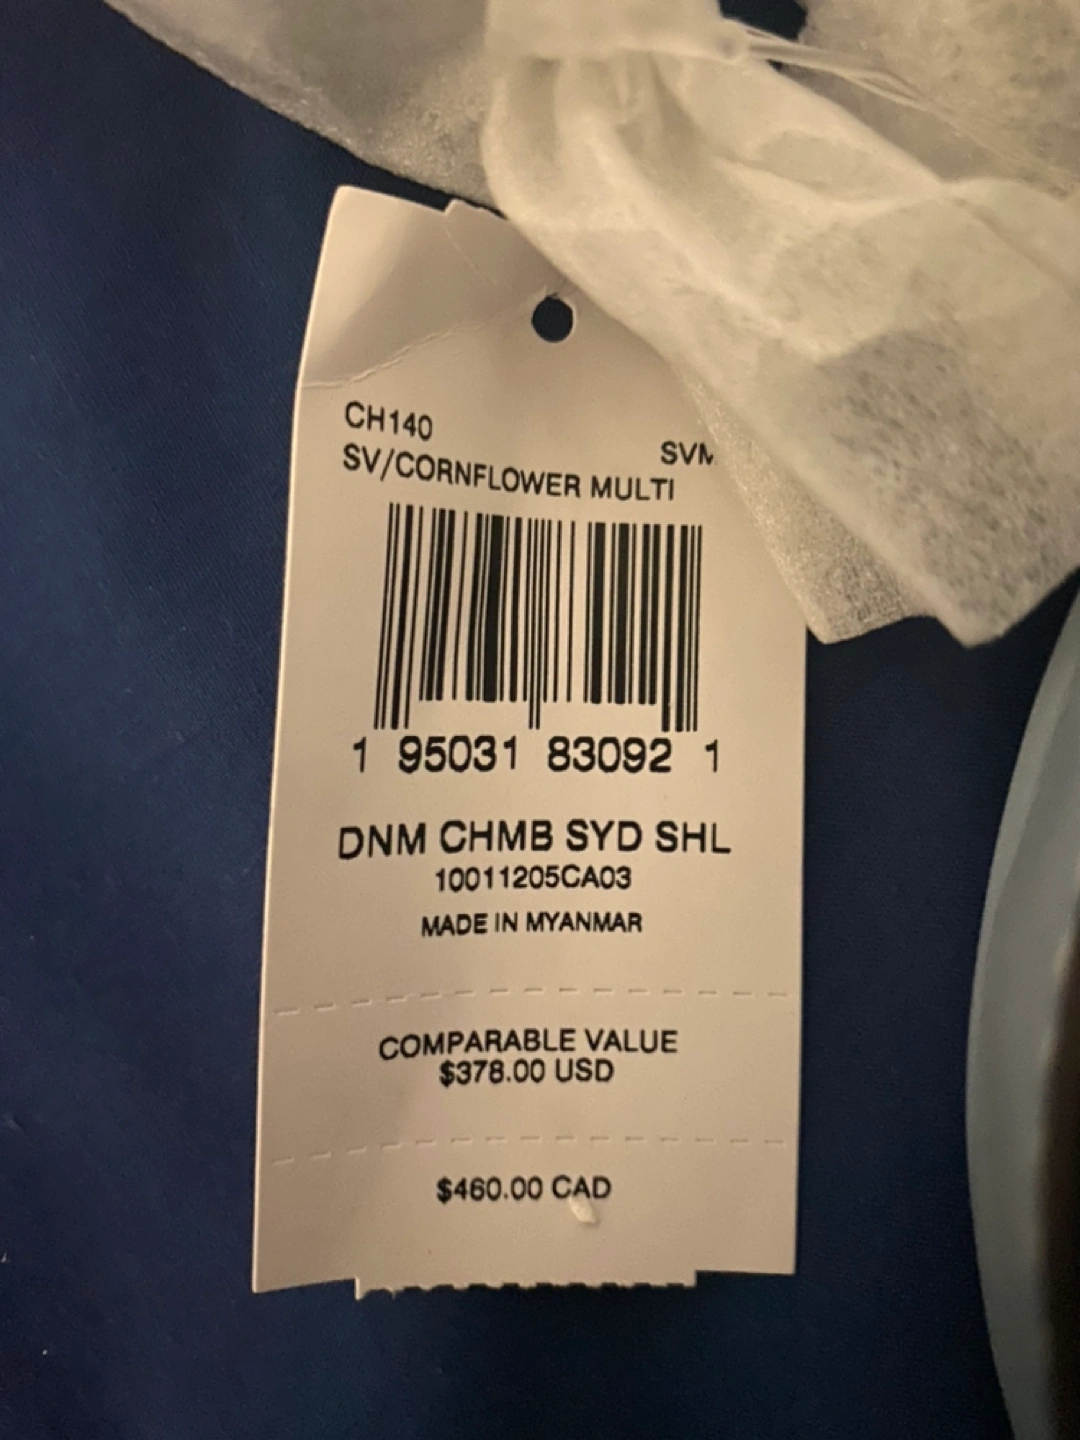 CH140
SV/CORNFLOWER MULTI
1 95031 83092 1
DNM CHMB SYD SHL
10011205CA03
MADE IN MYANMAR
COMPARABLE VALUE
$378.00 USD
$460.00 CAD